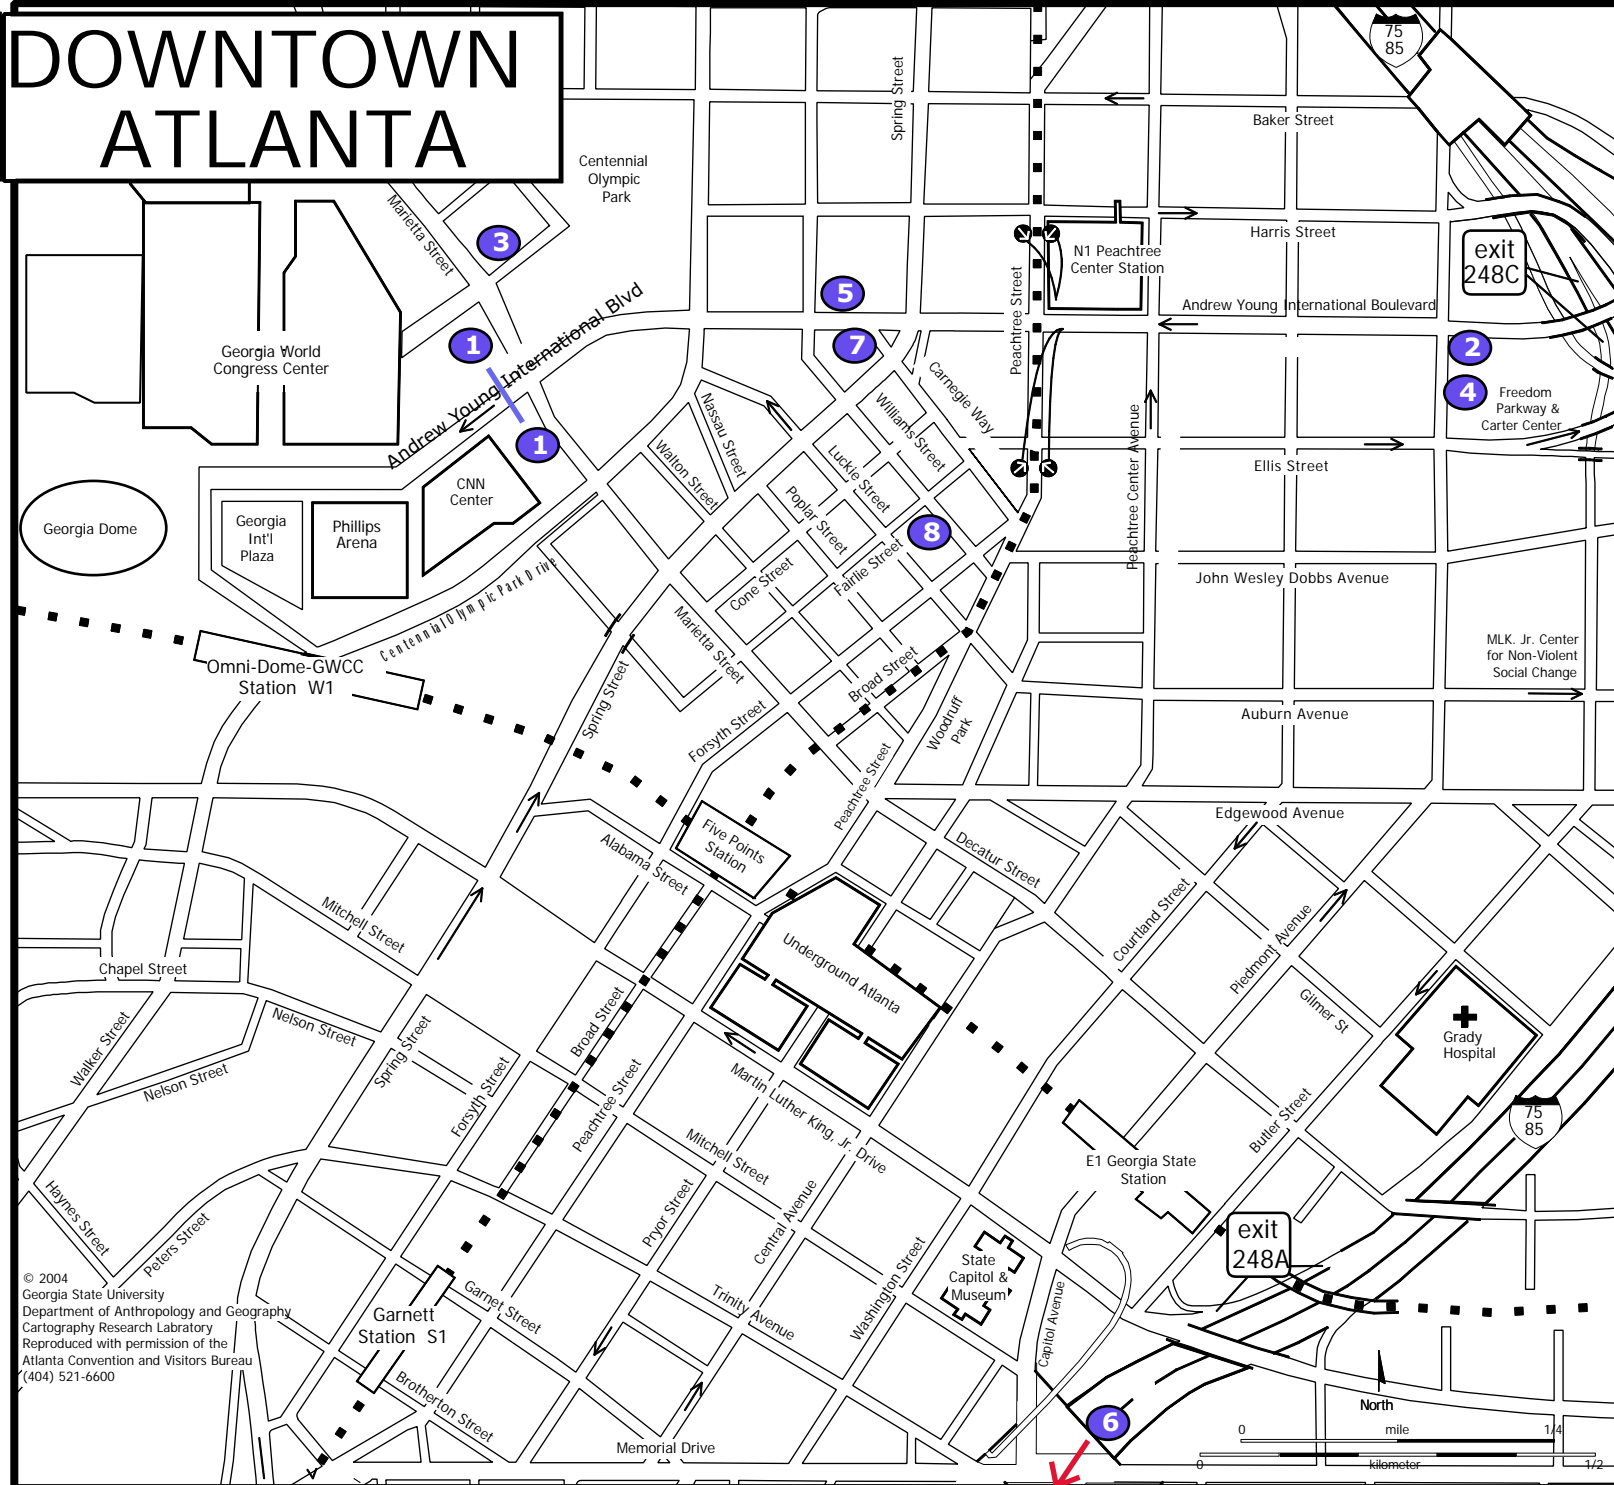 DOWNTOWN
ATLANTA
75
85
Spring Street
Baker Street
Centennial
Olympic
Park
Marietta Street
3
Harris Street
N1 Peachtree
Center Station
exit
248C
5
Peachtree Street
Andrew Young International Boulevard
Andrew Young International Blvd
1
7
2
Georgia World
Congress Center
Carnegie Way
4
Freedom
Parkway &
Carter Center
Nassau Street
Williams Street
Peachtree Center Avenue
1
Walton Street
Luckie Street
Ellis Street
CNN
Center
Poplar Street
Georgia Dome
Georgia
Int'l
Plaza
Phillips
Arena
8
Fairlie Street
Cone Street
John Wesley Dobbs Avenue
Centennial Olympic Park Drive
Marietta Street
MLK. Jr. Center
for Non-Violent
Social Change
Omni-Dome-GWCC
Station W1
Spring Street
Broad Street
Woodruff
Park
Auburn Avenue
Forsyth Street
Peachtree Street
Edgewood Avenue
Five Points
Station
Alabama Street
Decatur Street
Mitchell Street
Courtland Street
Piedmont Avenue
Underground Atlanta
Chapel Street
Gilmer St
Nelson Street
Walker Street
Spring Street
Broad Street
Grady
Hospital
Nelson Street
Forsyth Street
Peachtree Street
Martin Luther King, Jr. Drive
Butler Street
75
85
Mitchell Street
E1 Georgia State
Station
Haynes Street
Peters Street
Pryor Street
Central Avenue
Washington Street
State
Capitol &
Museum
exit
248A
© 2004
Georgia State University
Department of Anthropology and Geography
Cartography Research Labratory
Reproduced with permission of the
Atlanta Convention and Visitors Bureau
(404) 521-6600
Garnett
Station S1
Garnet Street
Trinity Avenue
Capitol Avenue
Brotherton Street
Memorial Drive
6
North
0 mile 1/4
0 kilometer 1/2